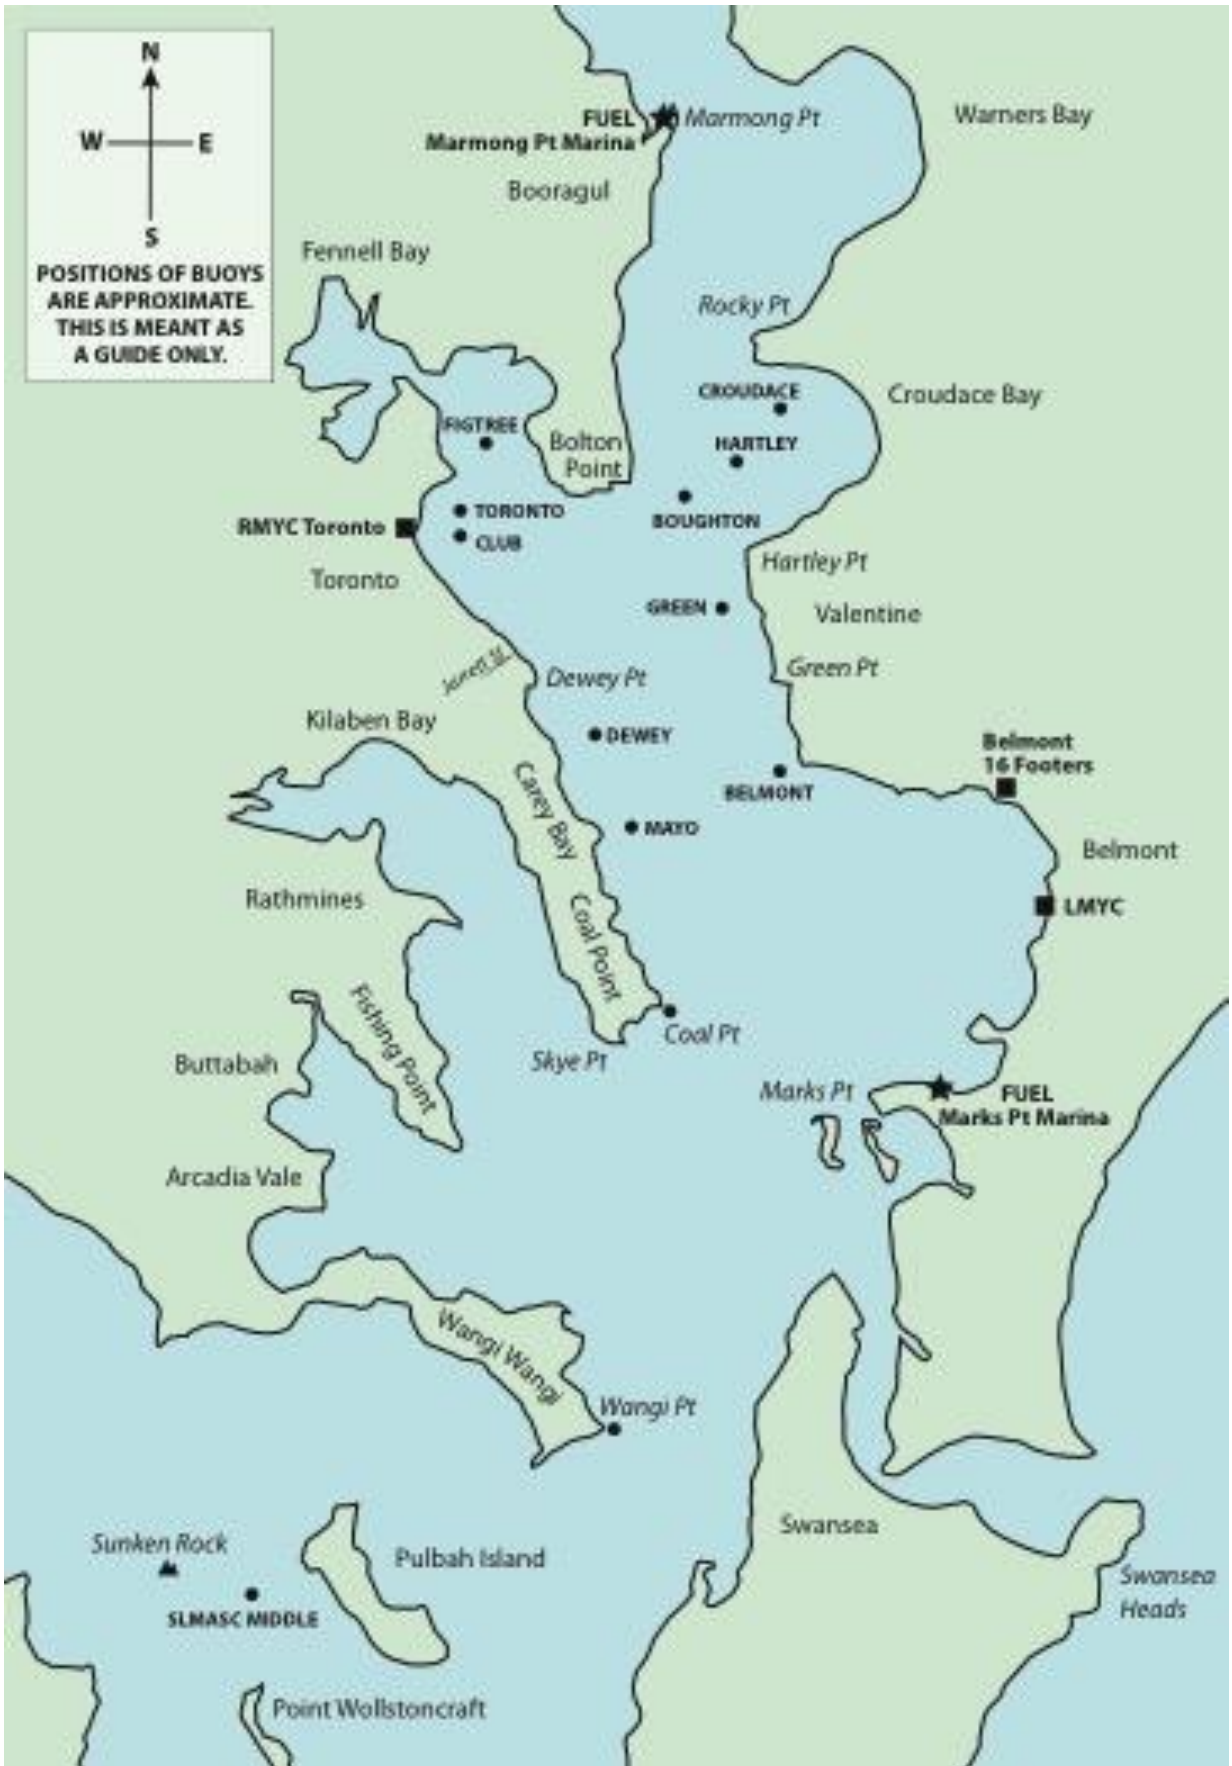 N
W
E
S
POSITIONS OF BUOYS
ARE APPROXIMATE.
THIS IS MEANT AS
A GUIDE ONLY.
FUEL
Marmong Pt Marina
Marmong Pt
Warners Bay
Booragul
Fennell Bay
Rocky Pt
CROUDACE
Croudace Bay
FIGTREE
Bolton
Point
HARTLEY
BOUGHTON
TORONTO
RMYC Toronto
CLUB
Toronto
Hartley Pt
GREEN
Valentine
Green Pt
Dewey Pt
Kilaben Bay
DEWEY
Belmont
16 Footers
BELMONT
Carey Bay
MAYO
Belmont
Rathmines
LMYC
Coal Point
Fishing Point
Coal Pt
Skye Pt
Buttabah
Marks Pt
FUEL
Marks Pt Marina
Arcadia Vale
Wangi Wangi
Wangi Pt
Swansea
Sunken Rock
Pulbah Island
SLMASC MIDDLE
Swansea
Heads
Point Wollstoncraft